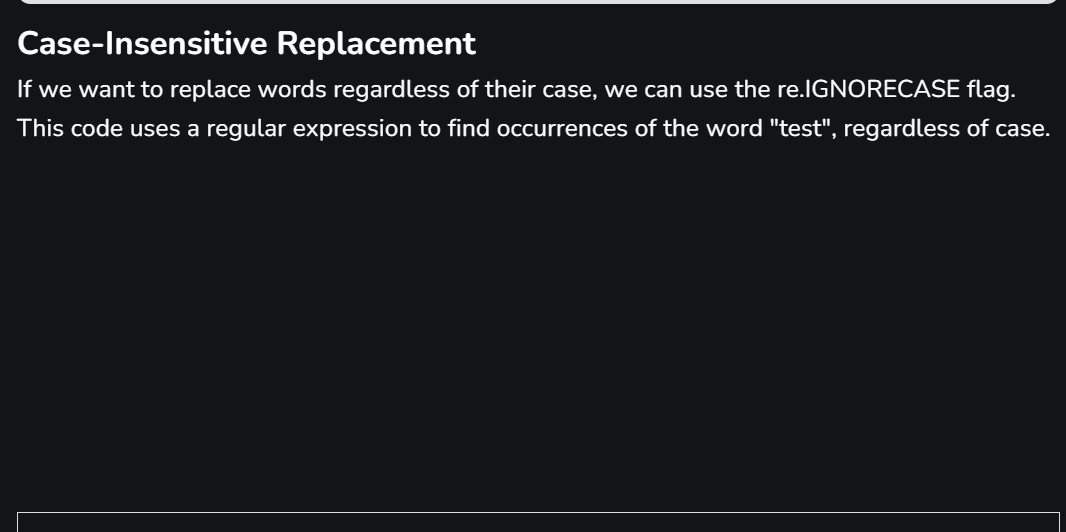 Case-Insensitive Replacement
If we want to replace words regardless of their case, we can use the re.IGNORECASE flag.
This code uses a regular expression to find occurrences of the word "test", regardless of case.